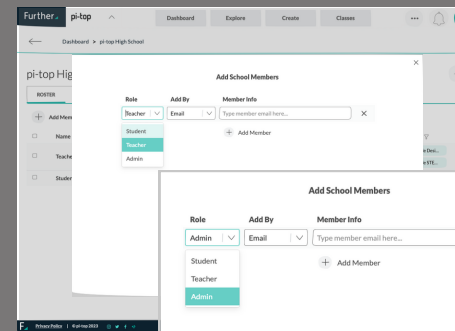 Further pi-top Dashboard Explore Create Classes ...
Dashboard > pi-top High School
pi-top Hig
Add School Members
ROSTER
Role Add By Member Info
Teacher Email Type member email here...
Add Mem
Add Member
Name
Student
Teacher
Admin
Teache
Studen
Add School Members
Role Add By Member Info
Admin Email Type member email here...
Add Member
Student
Teacher
Admin
Privacy Policy | © pi-top 2023